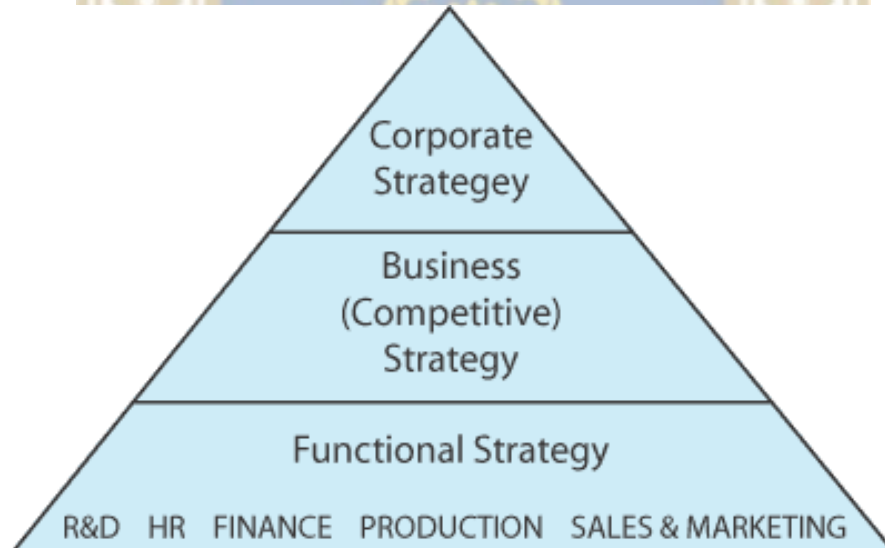 Corporate
Strategey
Business
(Competitive)
Strategy
Functional Strategy
R&D HR FINANCE PRODUCTION SALES & MARKETING